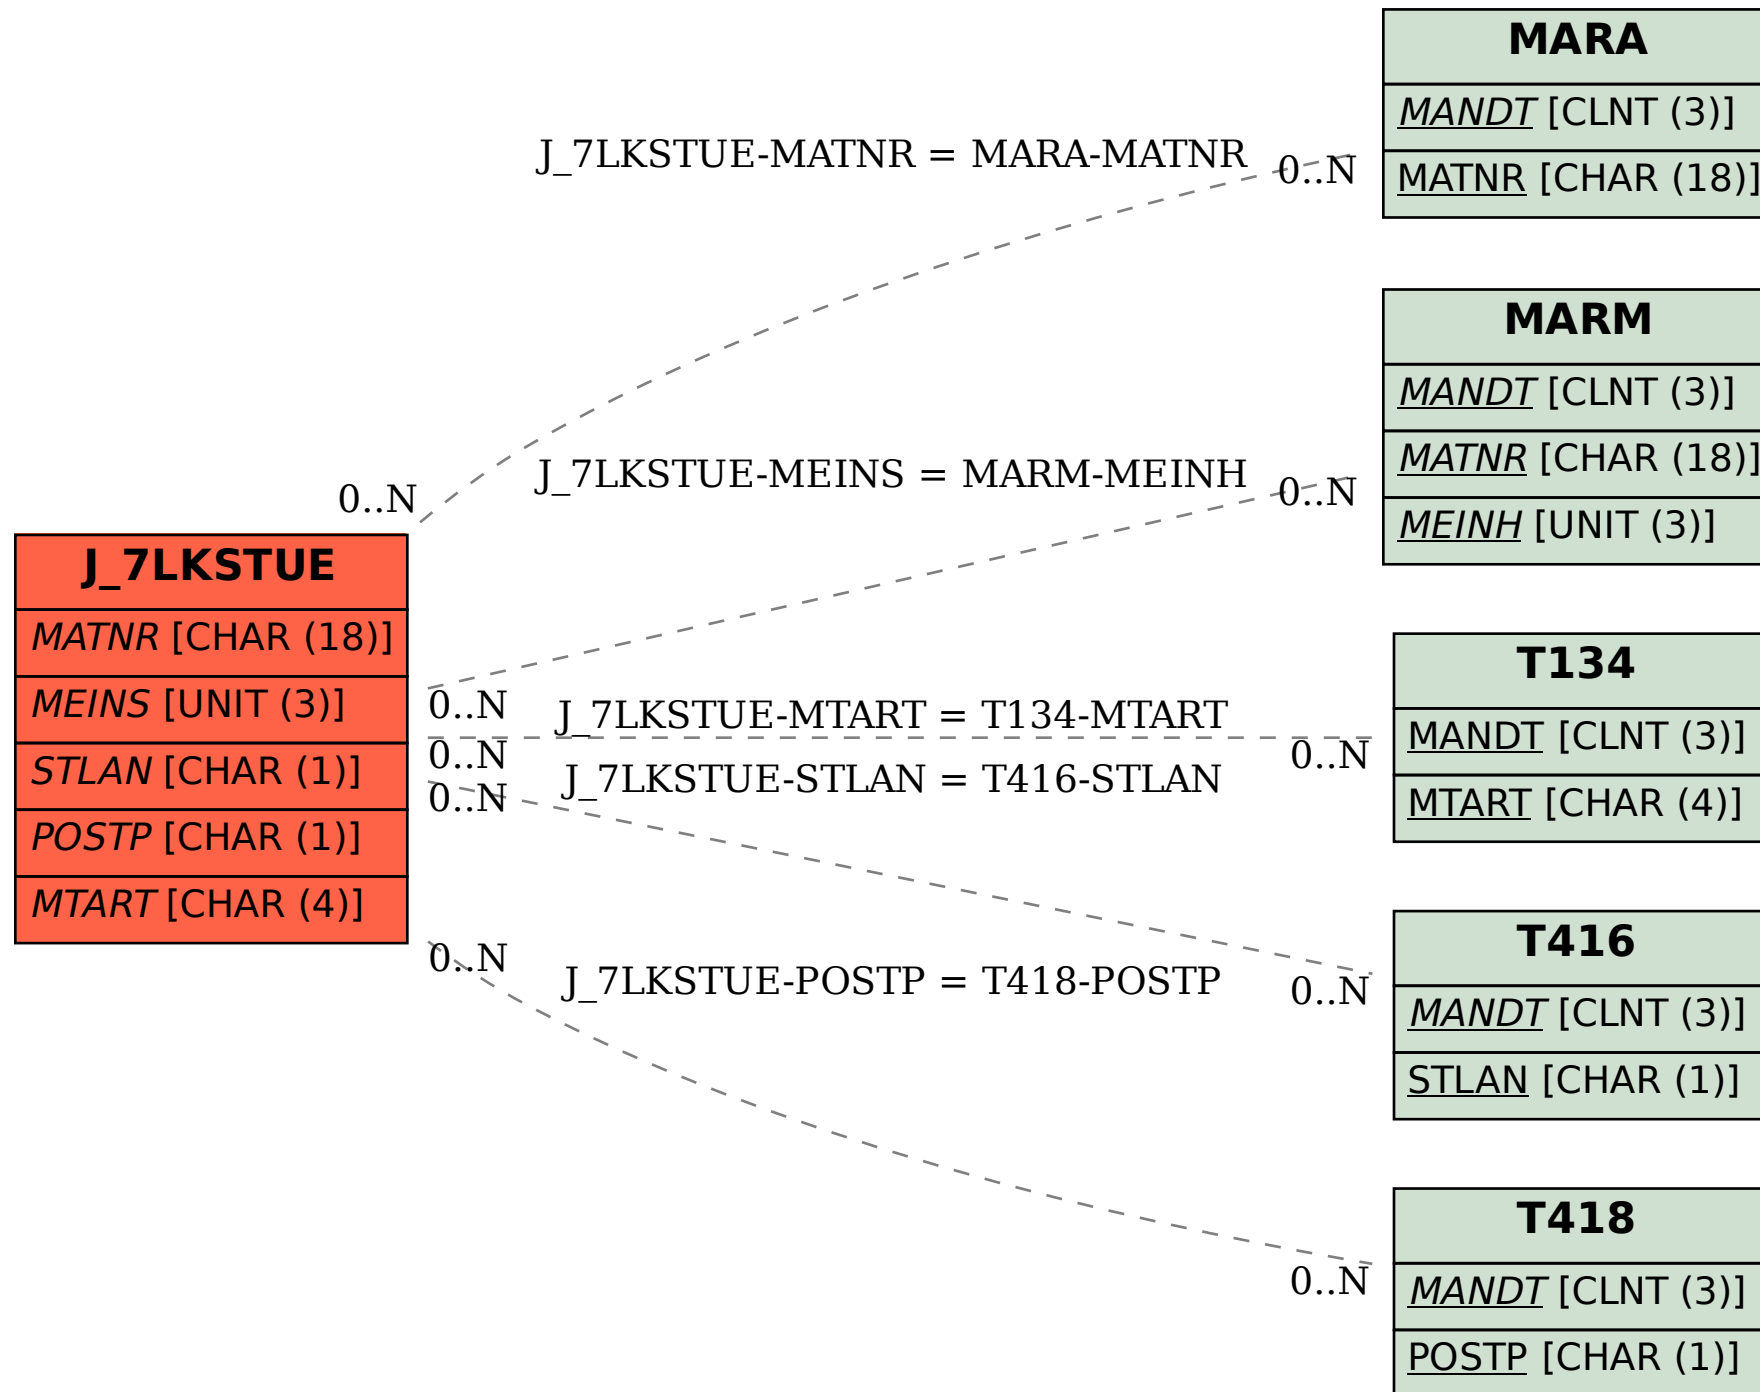 MARA
MANDT [CLNT (3)]
MATNR [CHAR (18)]
J_7LKSTUE-MATNR = MARA-MATNR
0..N
0..N
MARM
MANDT [CLNT (3)]
MATNR [CHAR (18)]
MEINH [UNIT (3)]
J_7LKSTUE-MEINS = MARM-MEINH
0..N
0..N
J_7LKSTUE
MATNR [CHAR (18)]
MEINS [UNIT (3)]
STLAN [CHAR (1)]
POSTP [CHAR (1)]
MTART [CHAR (4)]
T134
MANDT [CLNT (3)]
MTART [CHAR (4)]
J_7LKSTUE-MTART = T134-MTART
0..N
0..N
J_7LKSTUE-STLAN = T416-STLAN
0..N
0..N
T416
MANDT [CLNT (3)]
STLAN [CHAR (1)]
J_7LKSTUE-POSTP = T418-POSTP
0..N
0..N
T418
MANDT [CLNT (3)]
POSTP [CHAR (1)]